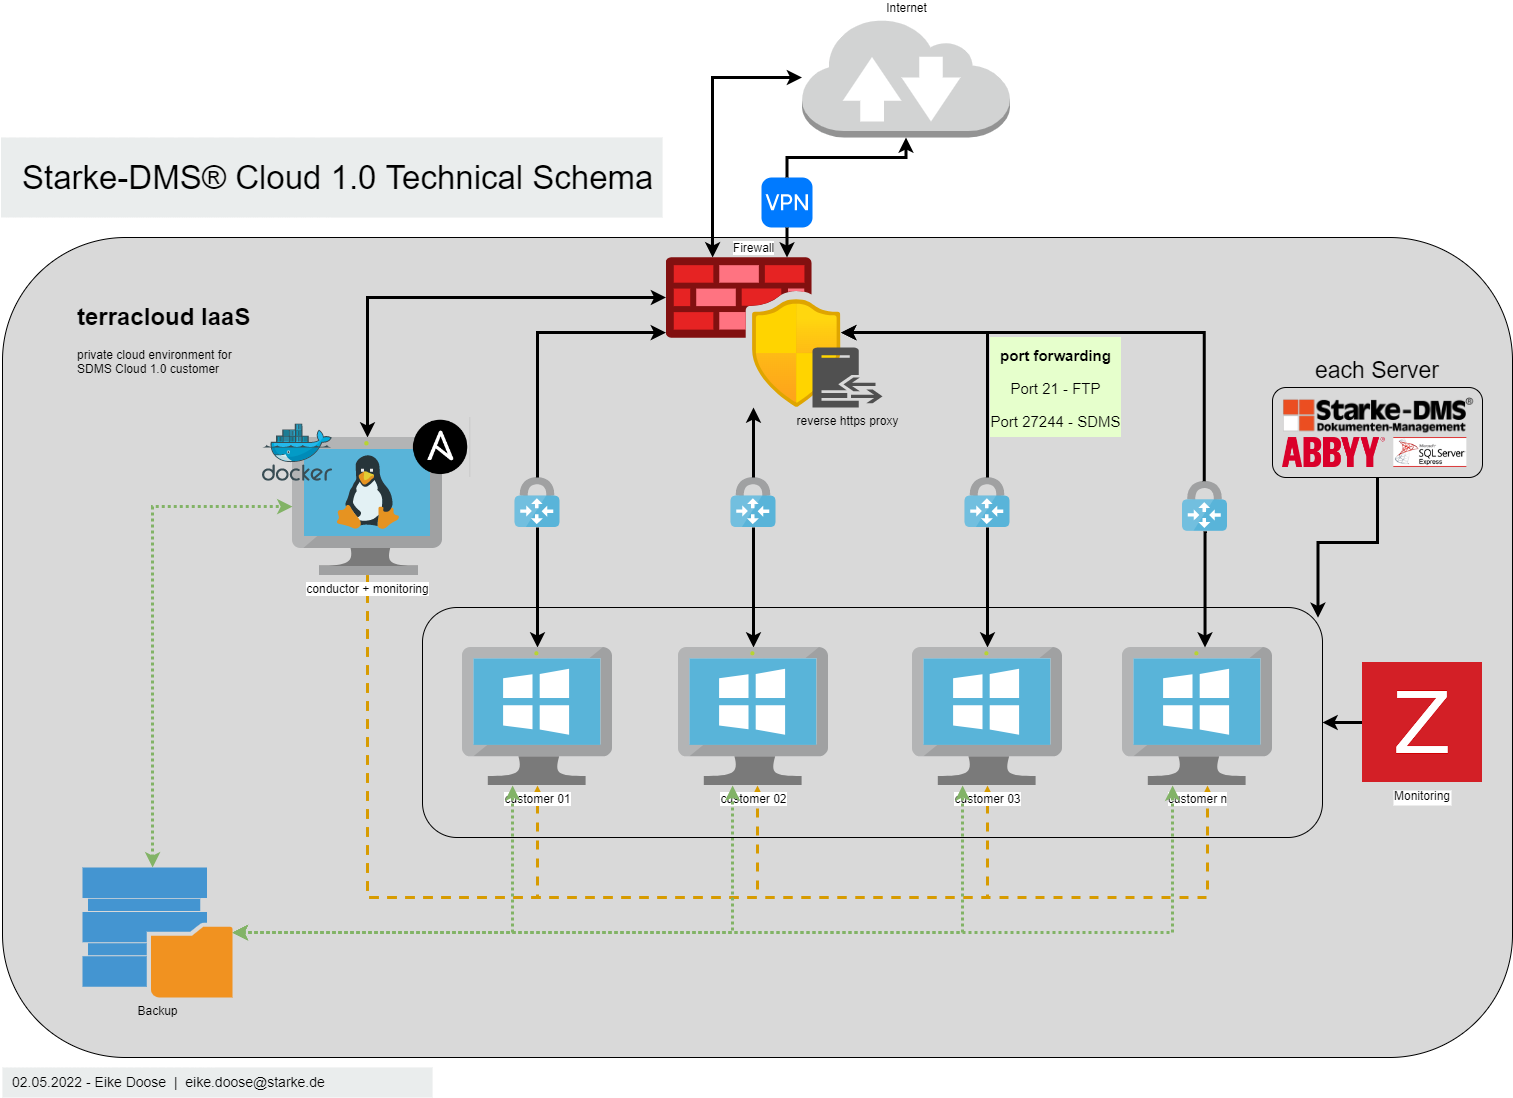 Internet
Starke-DMS® Cloud 1.0 Technical Schema
VPN
Firewall
terracloud IaaS
private cloud environment for
SDMS Cloud 1.0 customer
port forwarding
Port 21 - FTP
Port 27244 - SDMS
reverse https proxy
each Server
Starke-DMS®
Dokumenten-Management
ABBYY®
Microsoft
SQL Server
Express
docker
A
conductor + monitoring
customer 01
customer 02
customer 03
customer n
Z
Monitoring
Backup
02.05.2022 - Eike Doose | eike.doose@starke.de